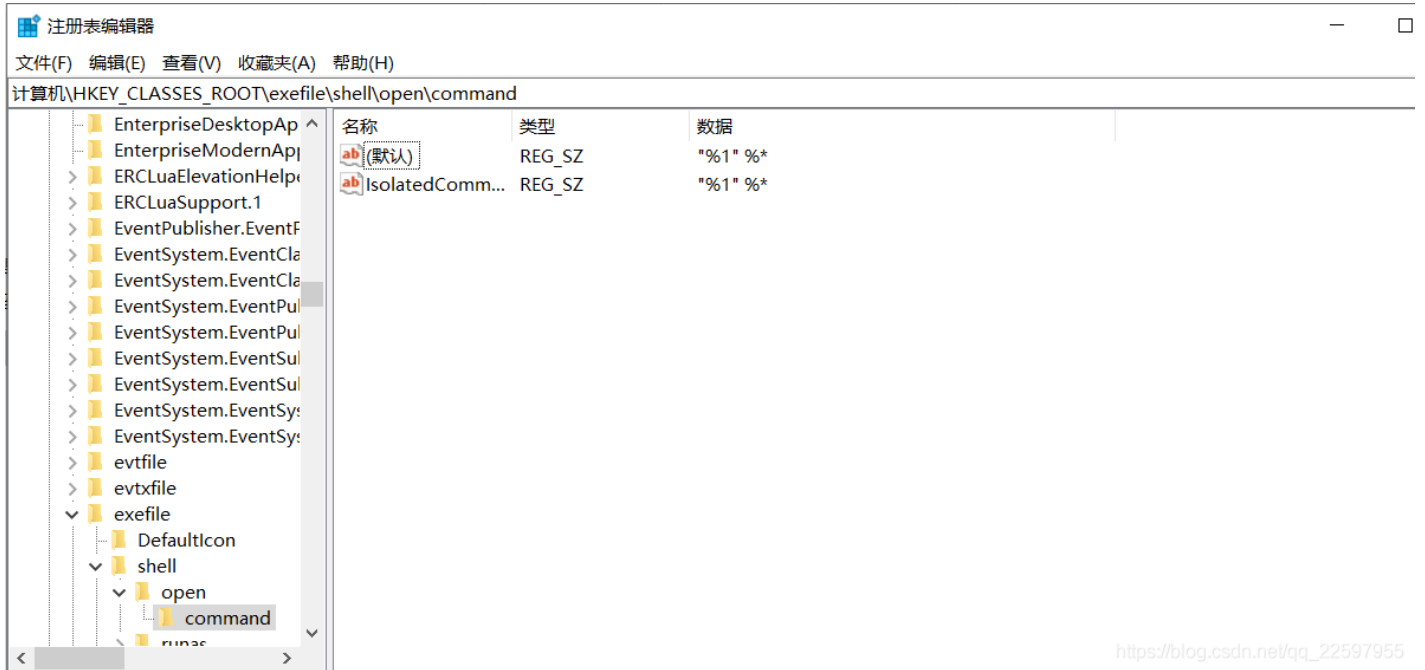 注册表编辑器
文件(F) 编辑(E) 查看(V) 收藏夹(A) 帮助(H)
计算机\HKEY_CLASSES_ROOT\exefile\shell\open\command
EnterpriseDesktopAp
EnterpriseModernApp
ERCLuaElevationHelpe
ERCLuaSupport.1
EventPublisher.EventP
EventSystem.EventCla
EventSystem.EventCla
EventSystem.EventPul
EventSystem.EventPul
EventSystem.EventSul
EventSystem.EventSul
EventSystem.EventSys
EventSystem.EventSys
evtfile
evtxfile
exefile
DefaultIcon
shell
open
command
runas
名称 类型 数据
(默认) REG_SZ "%1" %*
IsolatedComm... REG_SZ "%1" %*
https://blog.csdn.net/qq_22597955